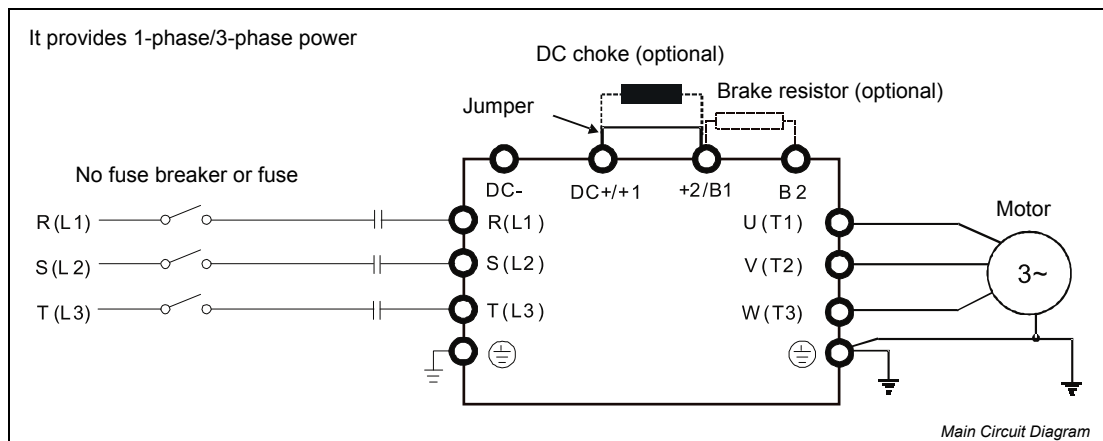 It provides 1-phase/3-phase power
DC choke (optional)
Jumper
Brake resistor (optional)
No fuse breaker or fuse
DC-
DC+/+1
+2/B1
B2
R(L1)
R(L1)
U(T1)
Motor
S(L2)
S(L2)
V(T2)
3~
T(L3)
T(L3)
W(T3)
Main Circuit Diagram